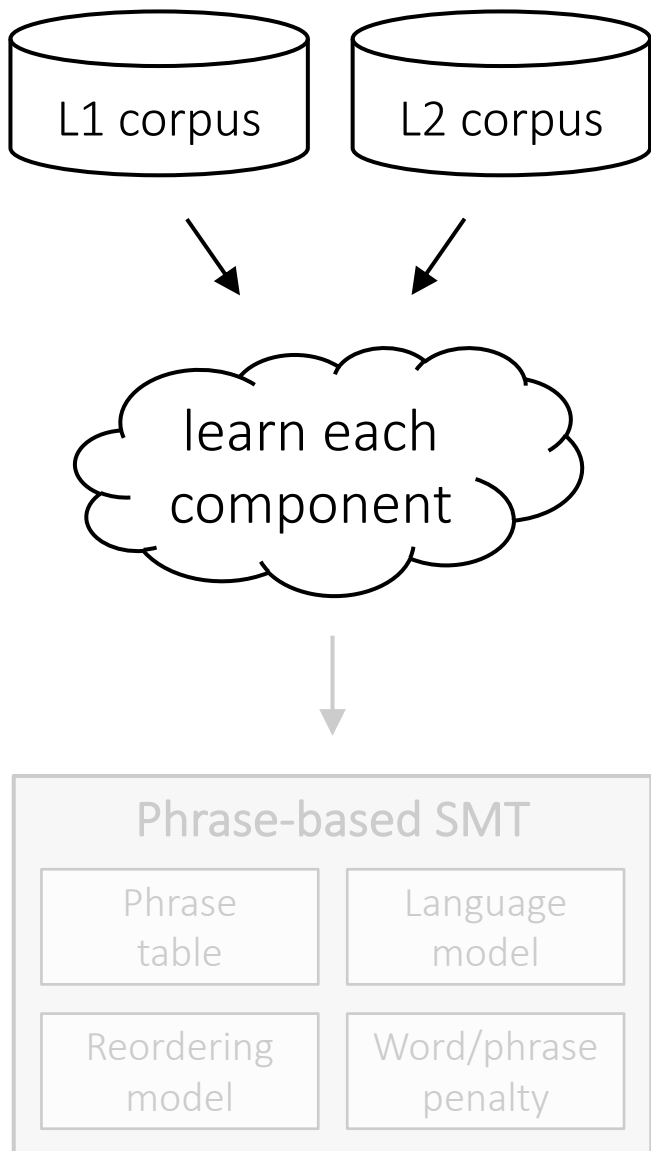 L1 corpus
L2 corpus
learn each
component
Phrase-based SMT
Phrase
table
Language
model
Reordering
model
Word/phrase
penalty